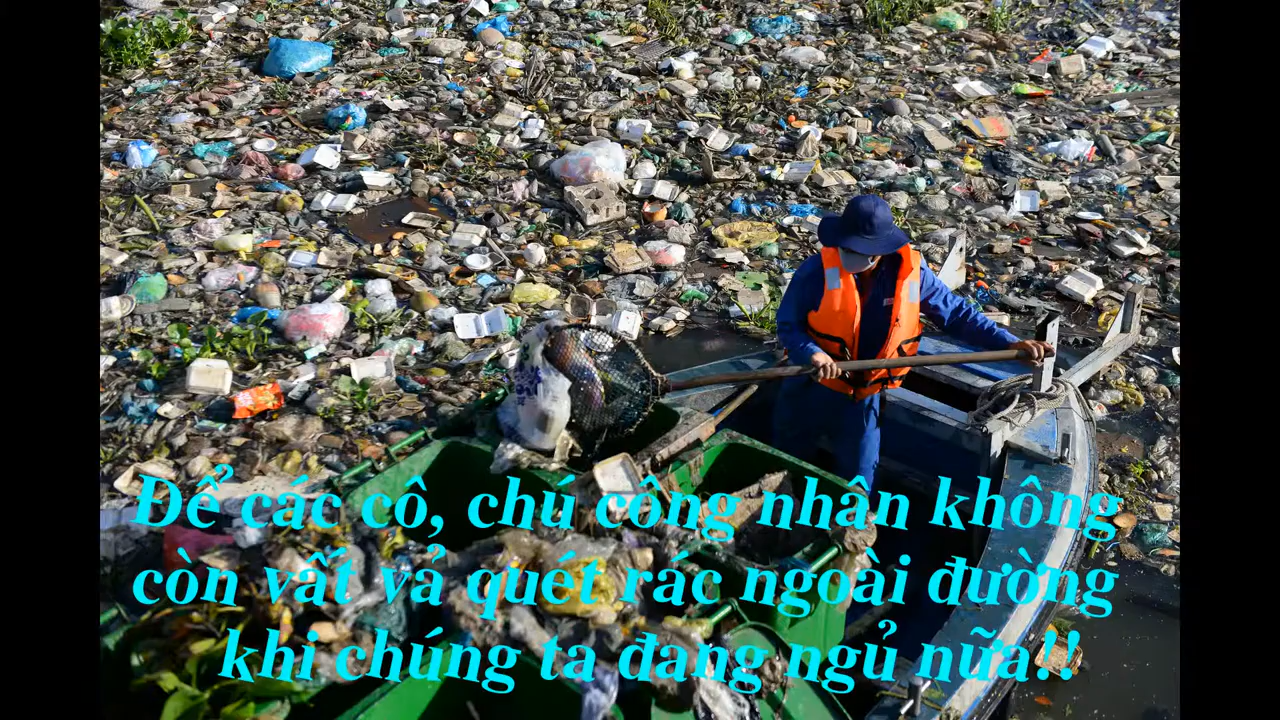 Để các cô, chú công nhân không
còn vất vả quét rác ngoài đường
khi chúng ta đang ngủ nữa!!